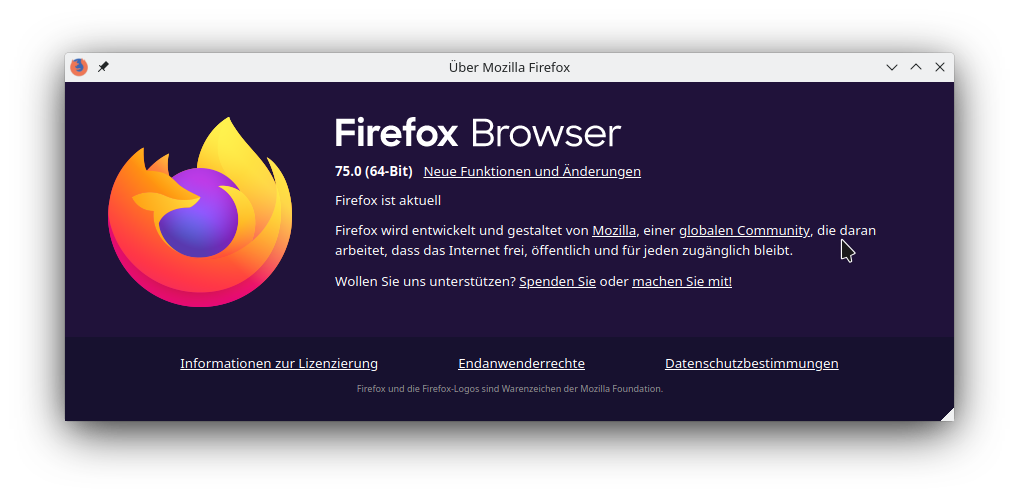 Über Mozilla Firefox
Firefox Browser
75.0 (64-Bit) Neue Funktionen und Änderungen
Firefox ist aktuell
Firefox wird entwickelt und gestaltet von Mozilla, einer globalen Community, die daran
arbeitet, dass das Internet frei, öffentlich und für jeden zugänglich bleibt.
Wollen Sie uns unterstützen? Spenden Sie oder machen Sie mit!
Informationen zur Lizenzierung Endanwenderrechte Datenschutzbestimmungen
Firefox und die Firefox-Logos sind Warenzeichen der Mozilla Foundation.